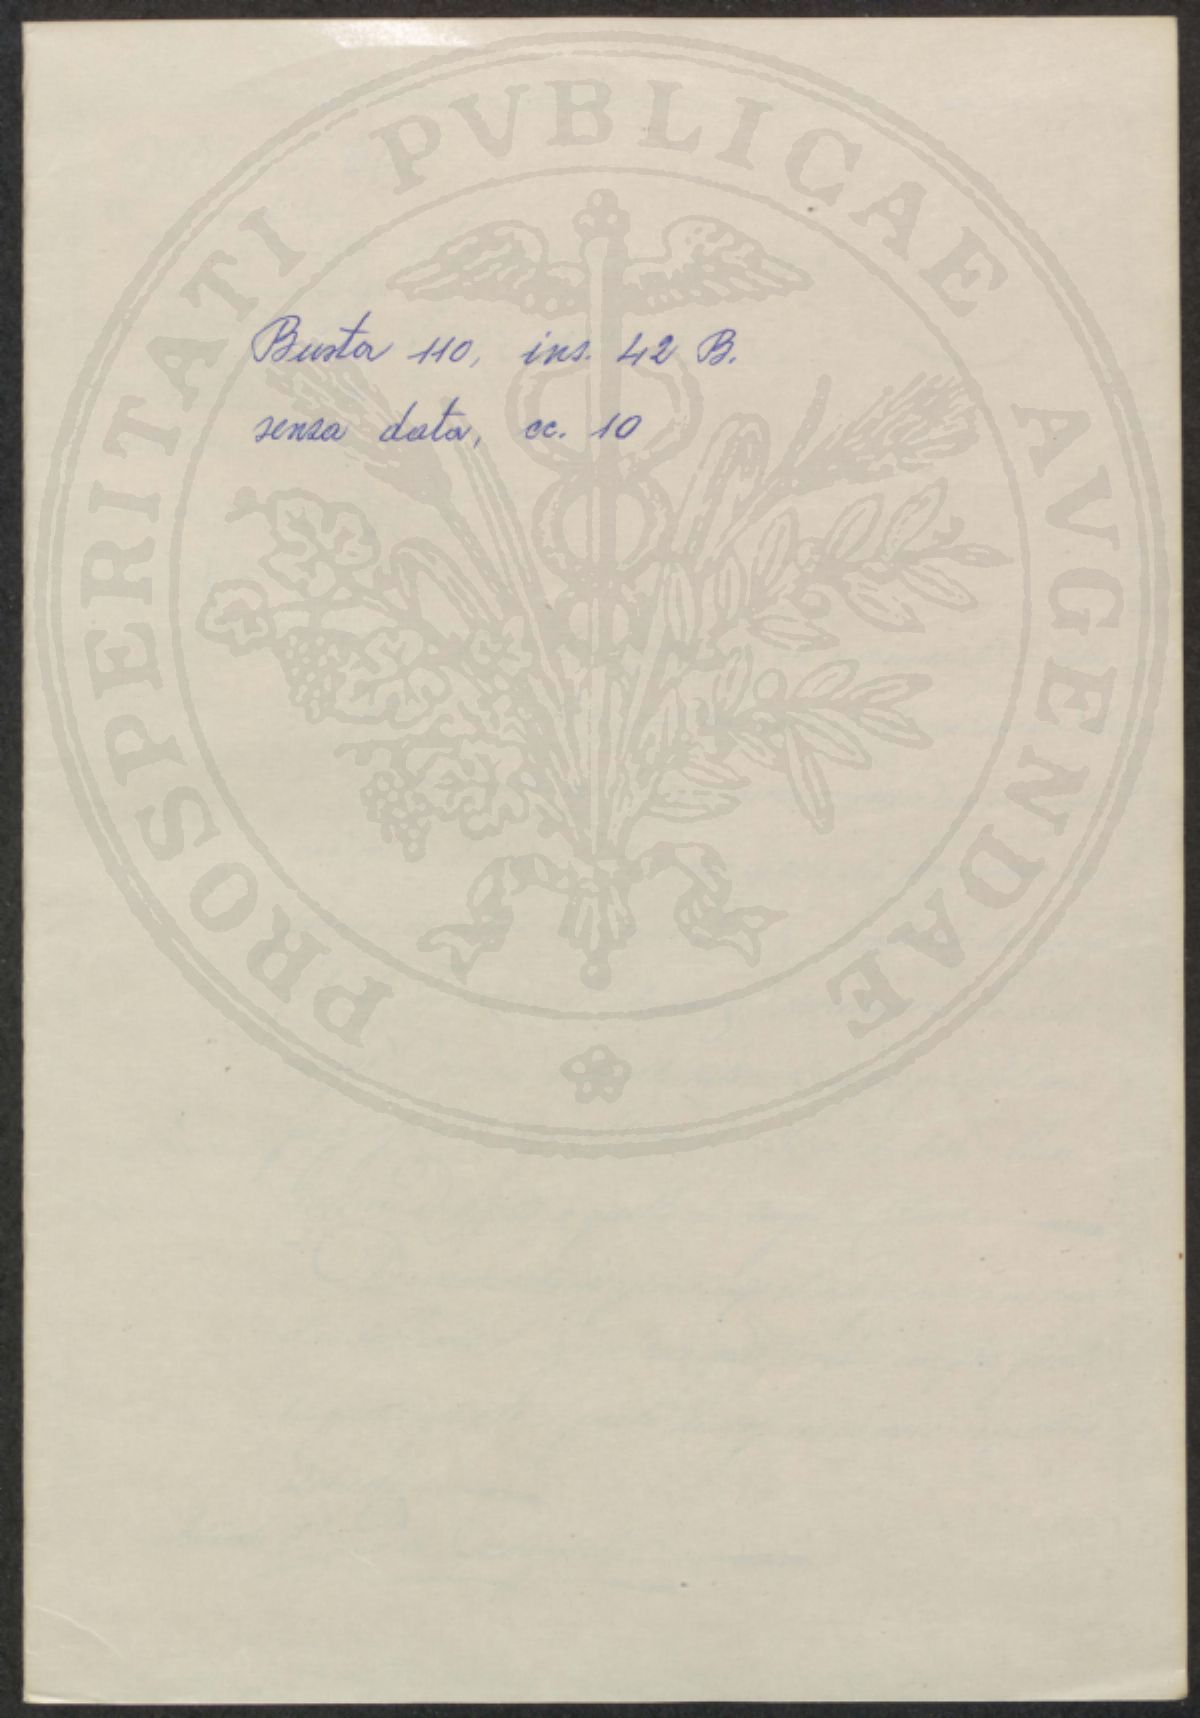 PROSPERITATI PVBLICAE AVGENDAE
Busta 110, ins. 42 B.
senza data, cc. 10